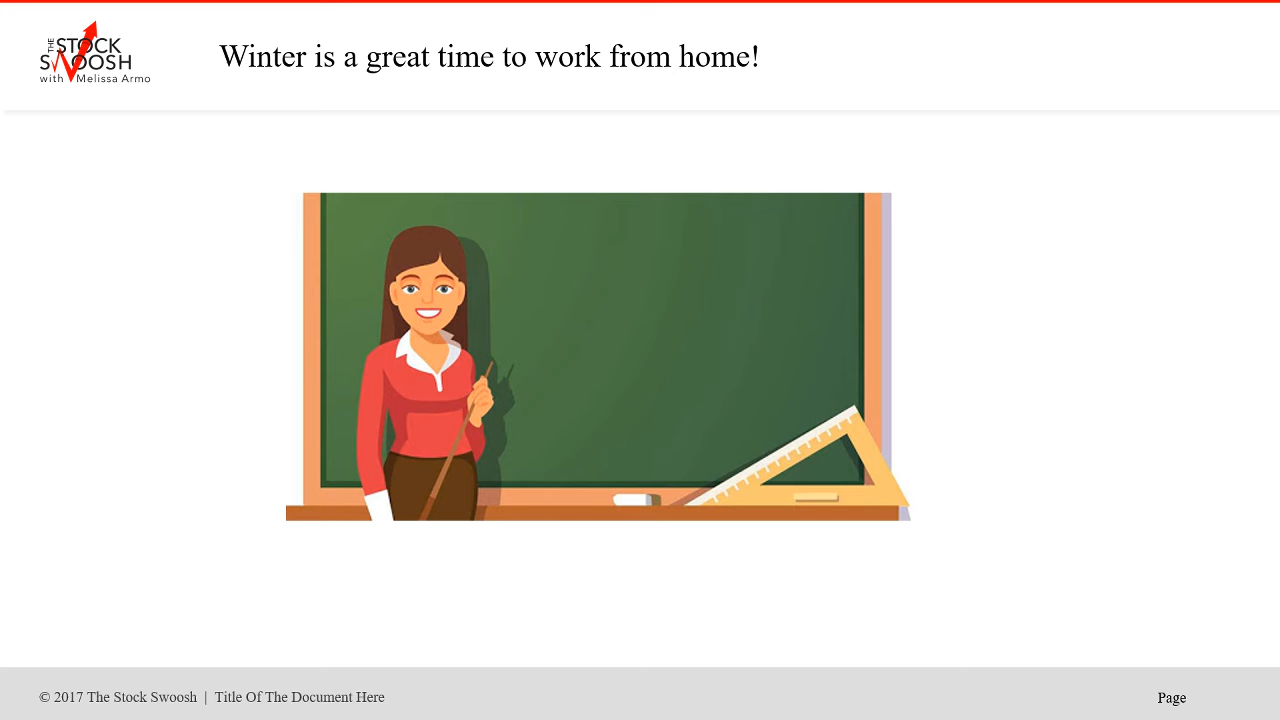 THE STOCK
SWOOSH
with Melissa Armo
Winter is a great time to work from home!
© 2017 The Stock Swoosh | Title Of The Document Here
Page